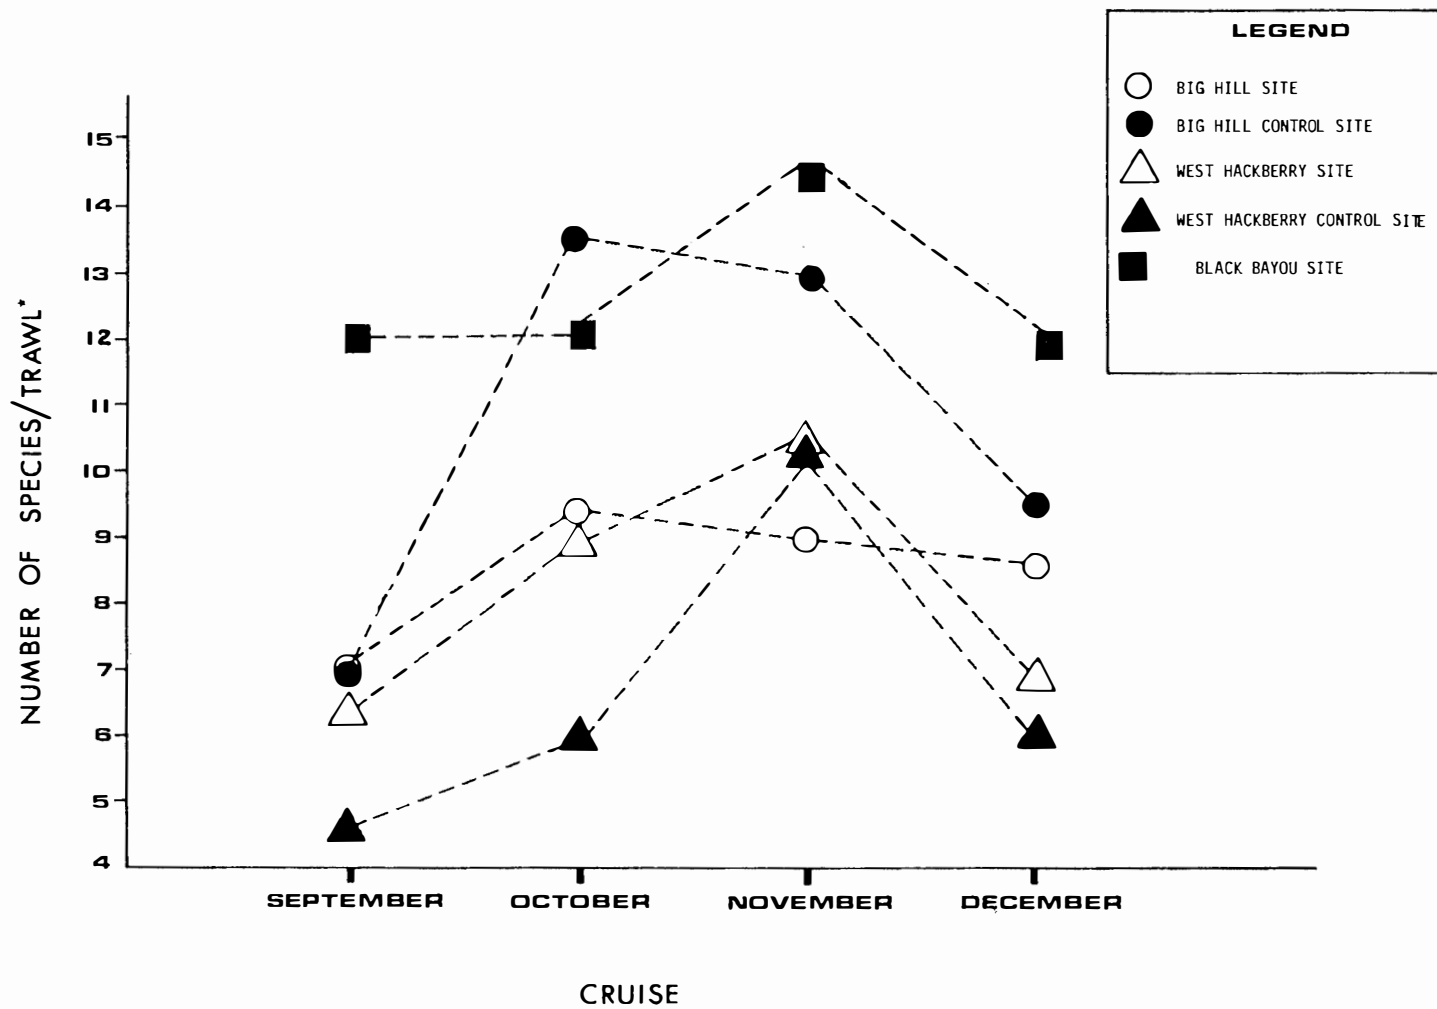 LEGEND
BIG HILL SITE
BIG HILL CONTROL SITE
WEST HACKBERRY SITE
WEST HACKBERRY CONTROL SITE
BLACK BAYOU SITE
NUMBER OF SPECIES/TRAWL*
15
14
13
12
11
10
9
8
7
6
5
4
SEPTEMBER OCTOBER NOVEMBER DECEMBER
CRUISE